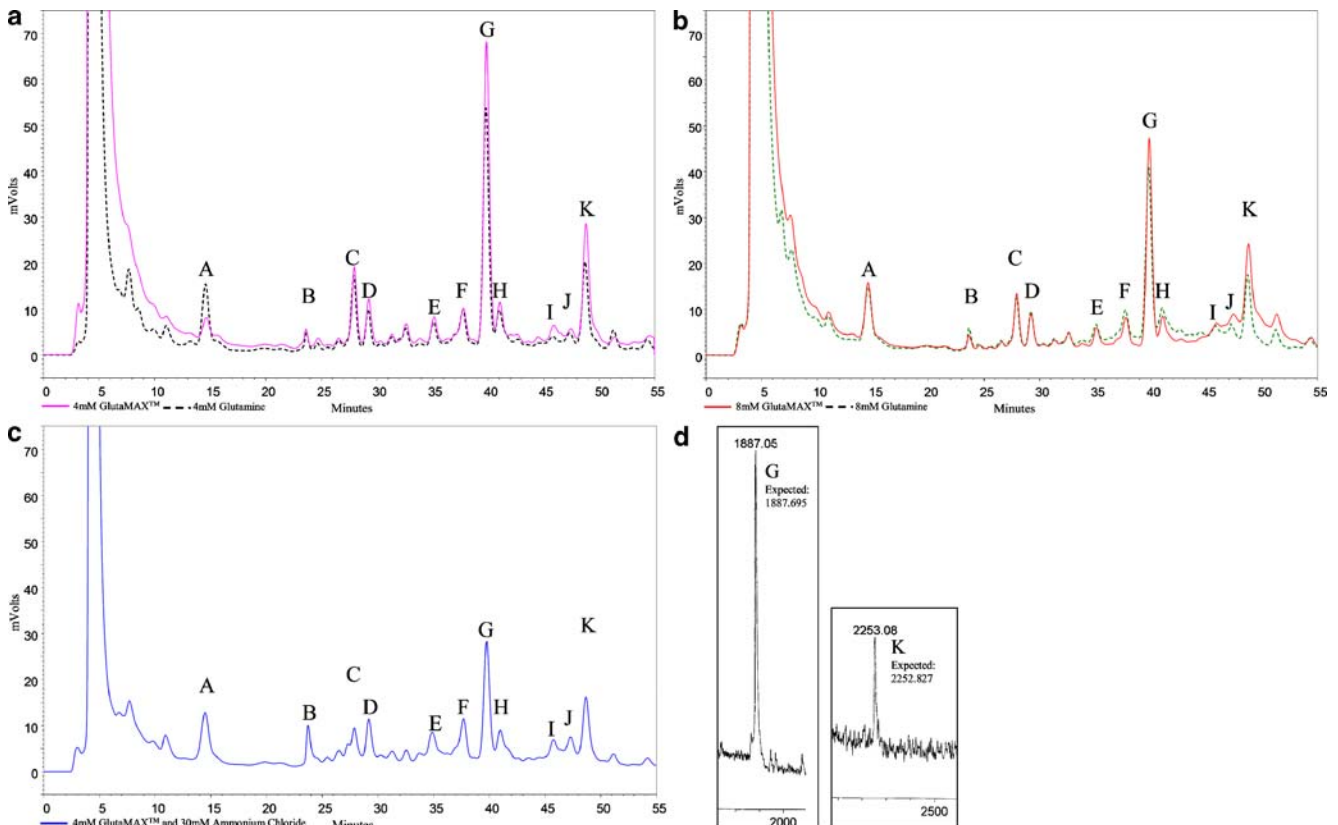 a
70
60
50
40
30
20
10
0
mVolts
A
B
C
D
E
F
G
H
I
J
K
0 5 10 15 20 25 30 35 40 45 50 55
4mM GlutaMAX™ 4mM Glutamine Minutes
b
70
60
50
40
30
20
10
0
mVolts
A
B
C
D
E
F
G
H
I
J
K
0 5 10 15 20 25 30 35 40 45 50 55
8mM GlutaMAX™ 8mM Glutamine Minutes
c
70
60
50
40
30
20
10
0
mVolts
A
B
C
D
E
F
G
H
I
J
K
0 5 10 15 20 25 30 35 40 45 50 55
4mM GlutaMAX™ and 30mM Ammonium Chloride Minutes
d
1887.05
G
Expected:
1887.695
2000
2253.08
K
Expected:
2252.827
2500